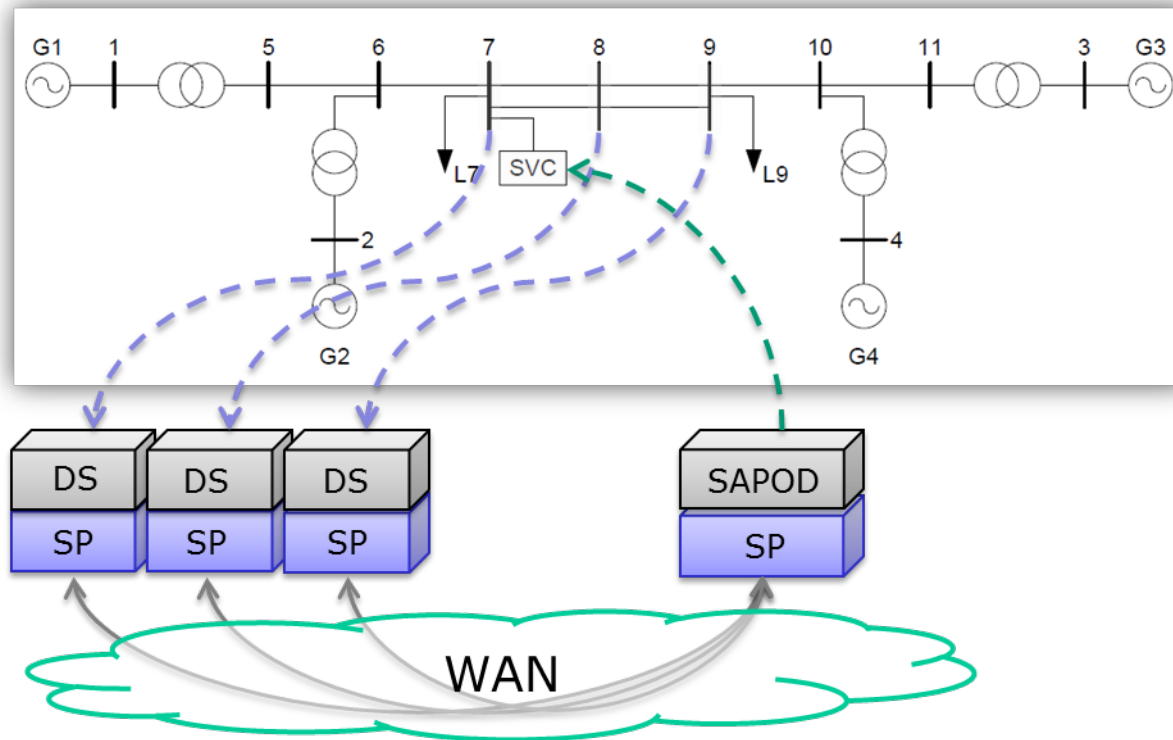 G1 1 5 6 7 8 9 10 11 3 G3
L7 SVC L9
2 4
G2 G4
DS DS DS SAPOD
SP SP SP SP
WAN